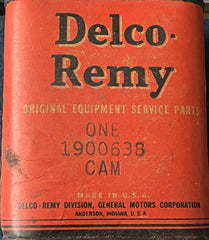 Delco-
Remy
ORIGINAL EQUIPMENT SERVICE PARTS
ONE
1900638
CAM
MADE IN U.S.A.
DELCO-REMY DIVISION, GENERAL MOTORS CORPORATION
ANDERSON, INDIANA, U.S.A.